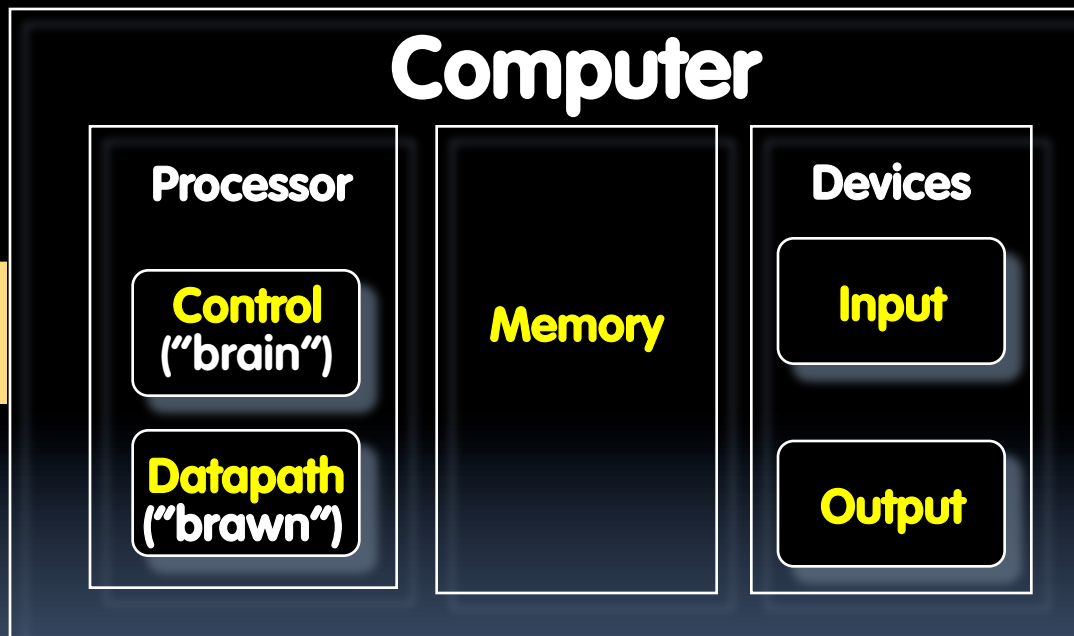 Computer
Processor
Control
("brain")
Datapath
("brawn")
Memory
Devices
Input
Output